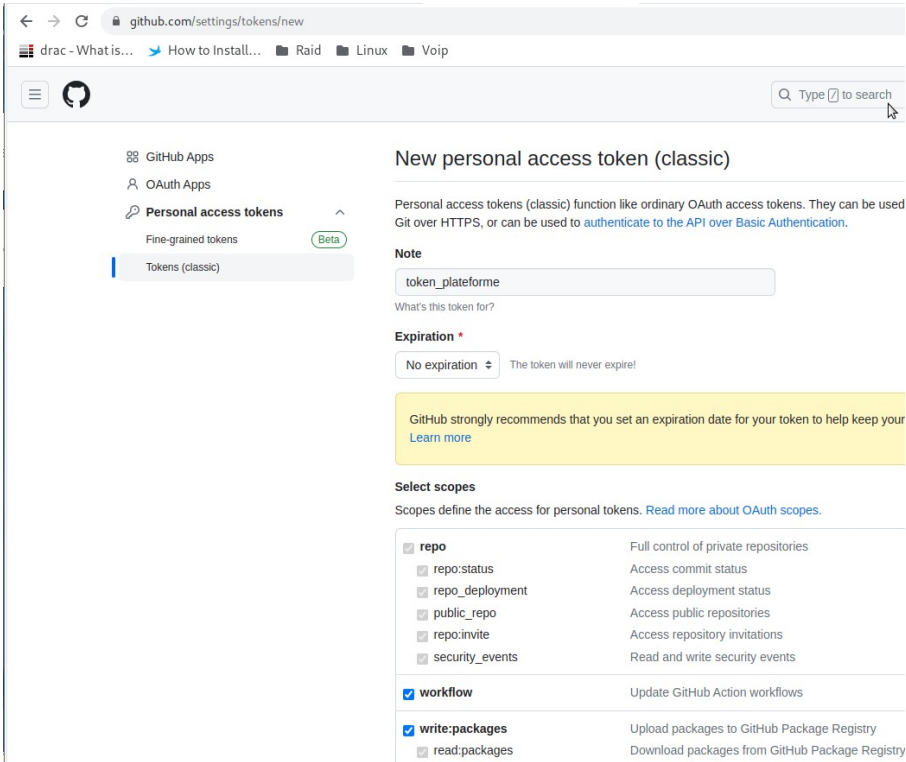 github.com/settings/tokens/new
drac - What is... How to Install... Raid Linux Voip
Type / to search
GitHub Apps
OAuth Apps
Personal access tokens
Fine-grained tokens Beta
Tokens (classic)
New personal access token (classic)
Personal access tokens (classic) function like ordinary OAuth access tokens. They can be used
Git over HTTPS, or can be used to authenticate to the API over Basic Authentication.
Note
token_plateforme
What's this token for?
Expiration *
No expiration The token will never expire!
GitHub strongly recommends that you set an expiration date for your token to help keep your
Learn more
Select scopes
Scopes define the access for personal tokens. Read more about OAuth scopes.
repo Full control of private repositories
repo:status Access commit status
repo_deployment Access deployment status
public_repo Access public repositories
repo:invite Access repository invitations
security_events Read and write security events
workflow Update GitHub Action workflows
write:packages Upload packages to GitHub Package Registry
read:packages Download packages from GitHub Package Registry